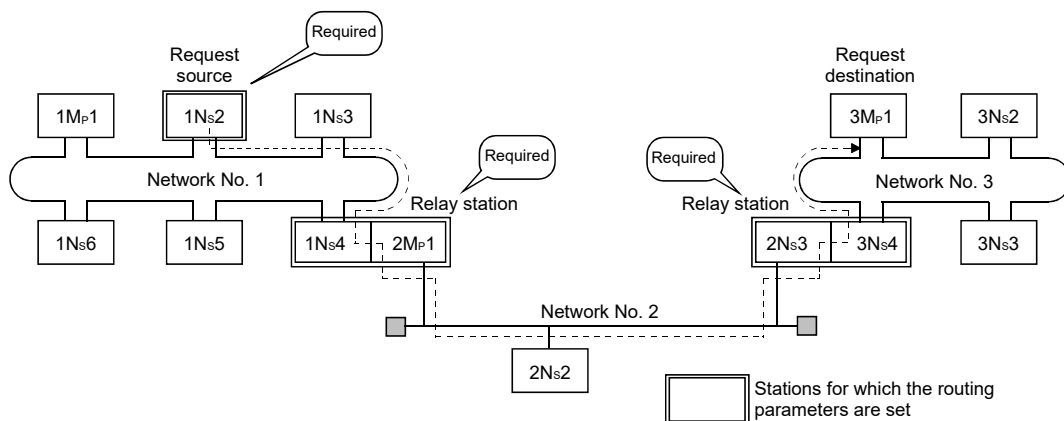 Required
Request
source
Request
destination
1MP1
1NS2
1NS3
3MP1
3NS2
Required
Required
Network No. 1
Network No. 3
Relay station
Relay station
1NS6
1NS5
1NS4
2MP1
2NS3
3NS4
3NS3
Network No. 2
2NS2
Stations for which the routing
parameters are set